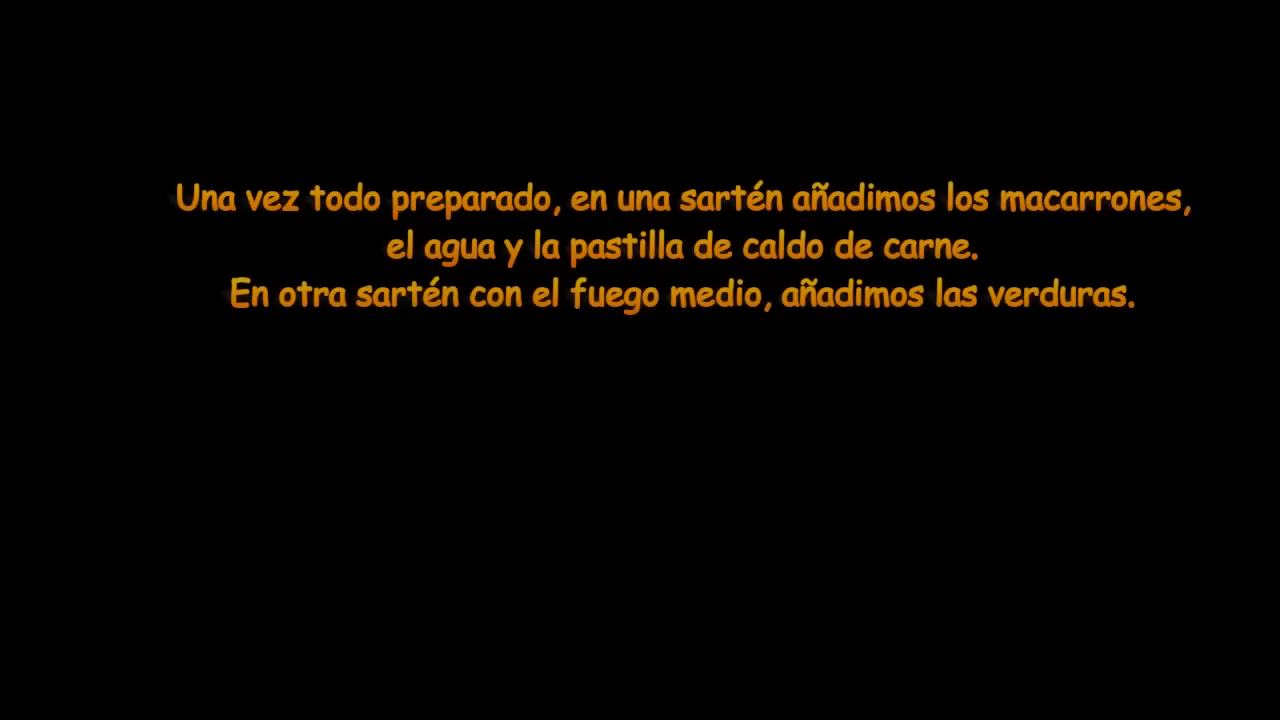 Una vez todo preparado, en una sartén añadimos los macarrones,
el agua y la pastilla de caldo de carne.
En otra sartén con el fuego medio, añadimos las verduras.